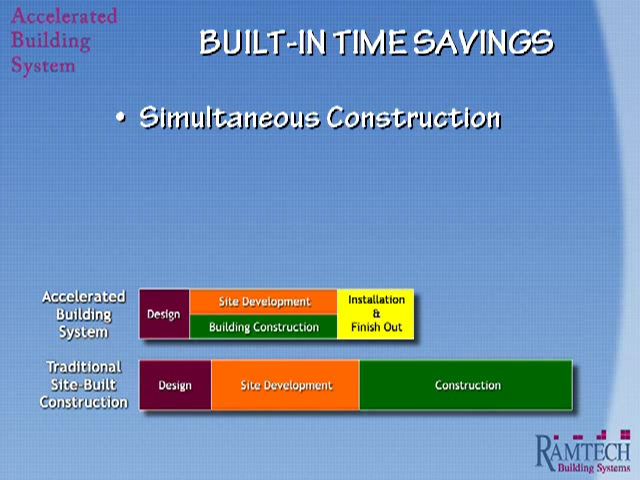 Accelerated
Building
System
BUILT-IN TIME SAVINGS
• Simultaneous Construction
Accelerated
Building
System
Design
Site Development
Building Construction
Installation
&
Finish Out
Traditional
Site-Built
Construction
Design
Site Development
Construction
RAMTECH
Building Systems